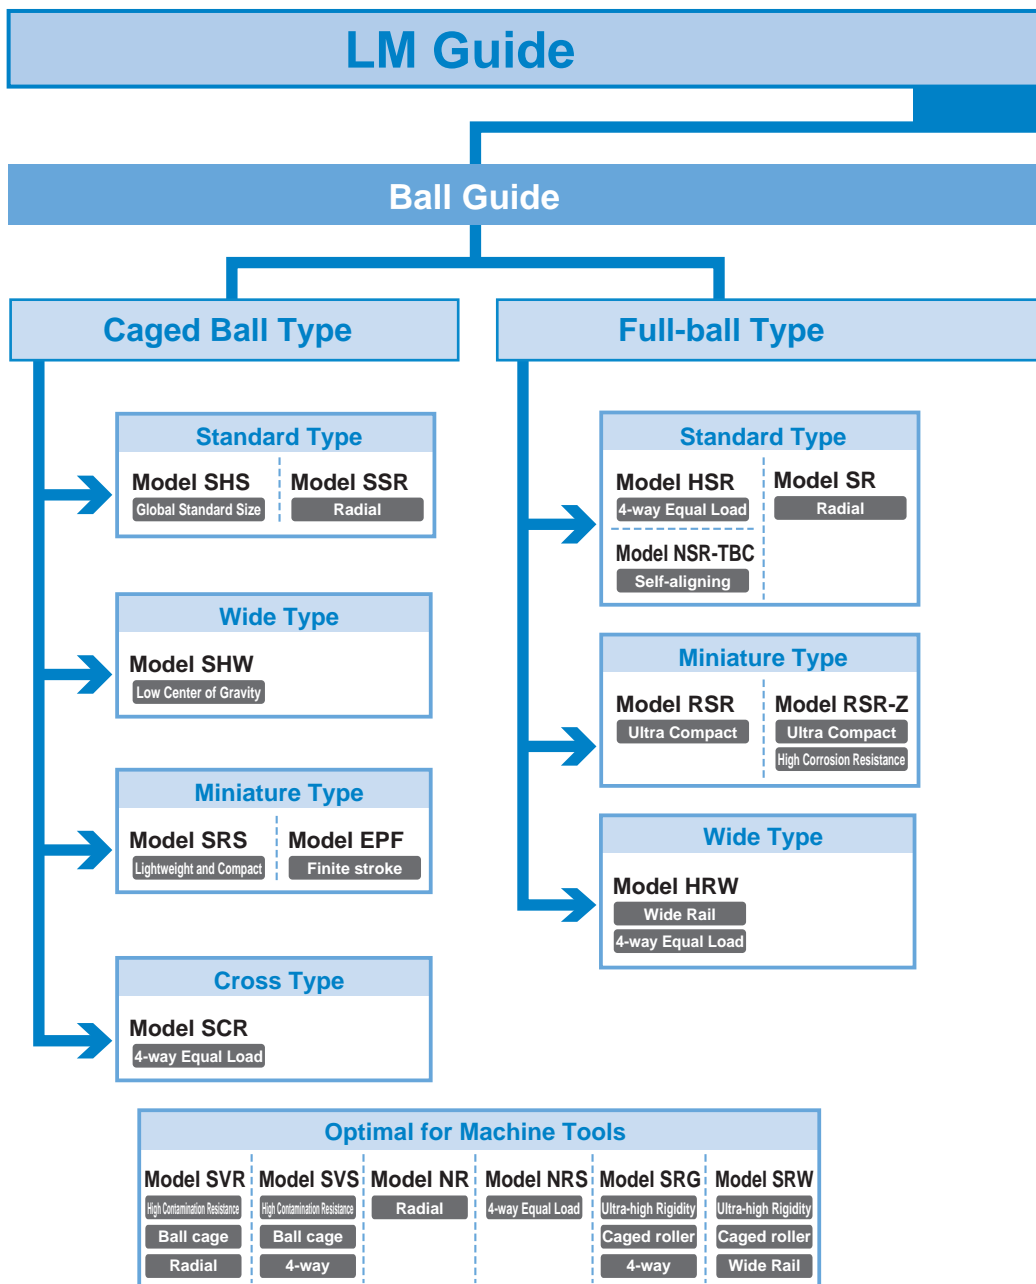 LM Guide
Ball Guide
Caged Ball Type
Full-ball Type
Standard Type
Model SHS
Global Standard Size
Model SSR
Radial
Wide Type
Model SHW
Low Center of Gravity
Miniature Type
Model SRS
Lightweight and Compact
Model EPF
Finite stroke
Cross Type
Model SCR
4-way Equal Load
Standard Type
Model HSR
4-way Equal Load
Model NSR-TBC
Self-aligning
Model SR
Radial
Miniature Type
Model RSR
Ultra Compact
Model RSR-Z
Ultra Compact
High Corrosion Resistance
Wide Type
Model HRW
Wide Rail
4-way Equal Load
Optimal for Machine Tools
Model SVR
High Contamination Resistance
Ball cage
Radial
Model SVS
High Contamination Resistance
Ball cage
4-way
Model NR
Radial
Model NRS
4-way Equal Load
Model SRG
Ultra-high Rigidity
Caged roller
4-way
Model SRW
Ultra-high Rigidity
Caged roller
Wide Rail